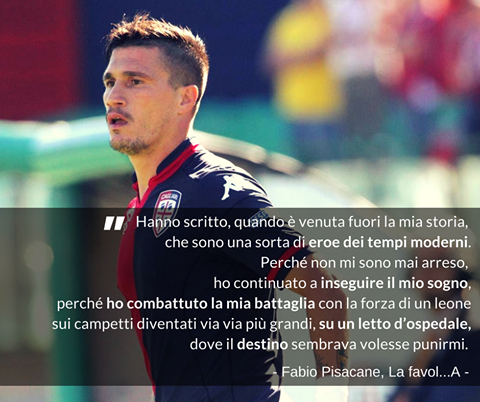 " Hanno scritto, quando è venuta fuori la mia storia,
che sono una sorta di eroe dei tempi moderni.
Perché non mi sono mai arreso,
ho continuato a inseguire il mio sogno,
perché ho combattuto la mia battaglia con la forza di un leone
sui campetti diventati via via più grandi, su un letto d'ospedale,
dove il destino sembrava volesse punirmi.
- Fabio Pisacane, La favol...A -
CAGLIARI